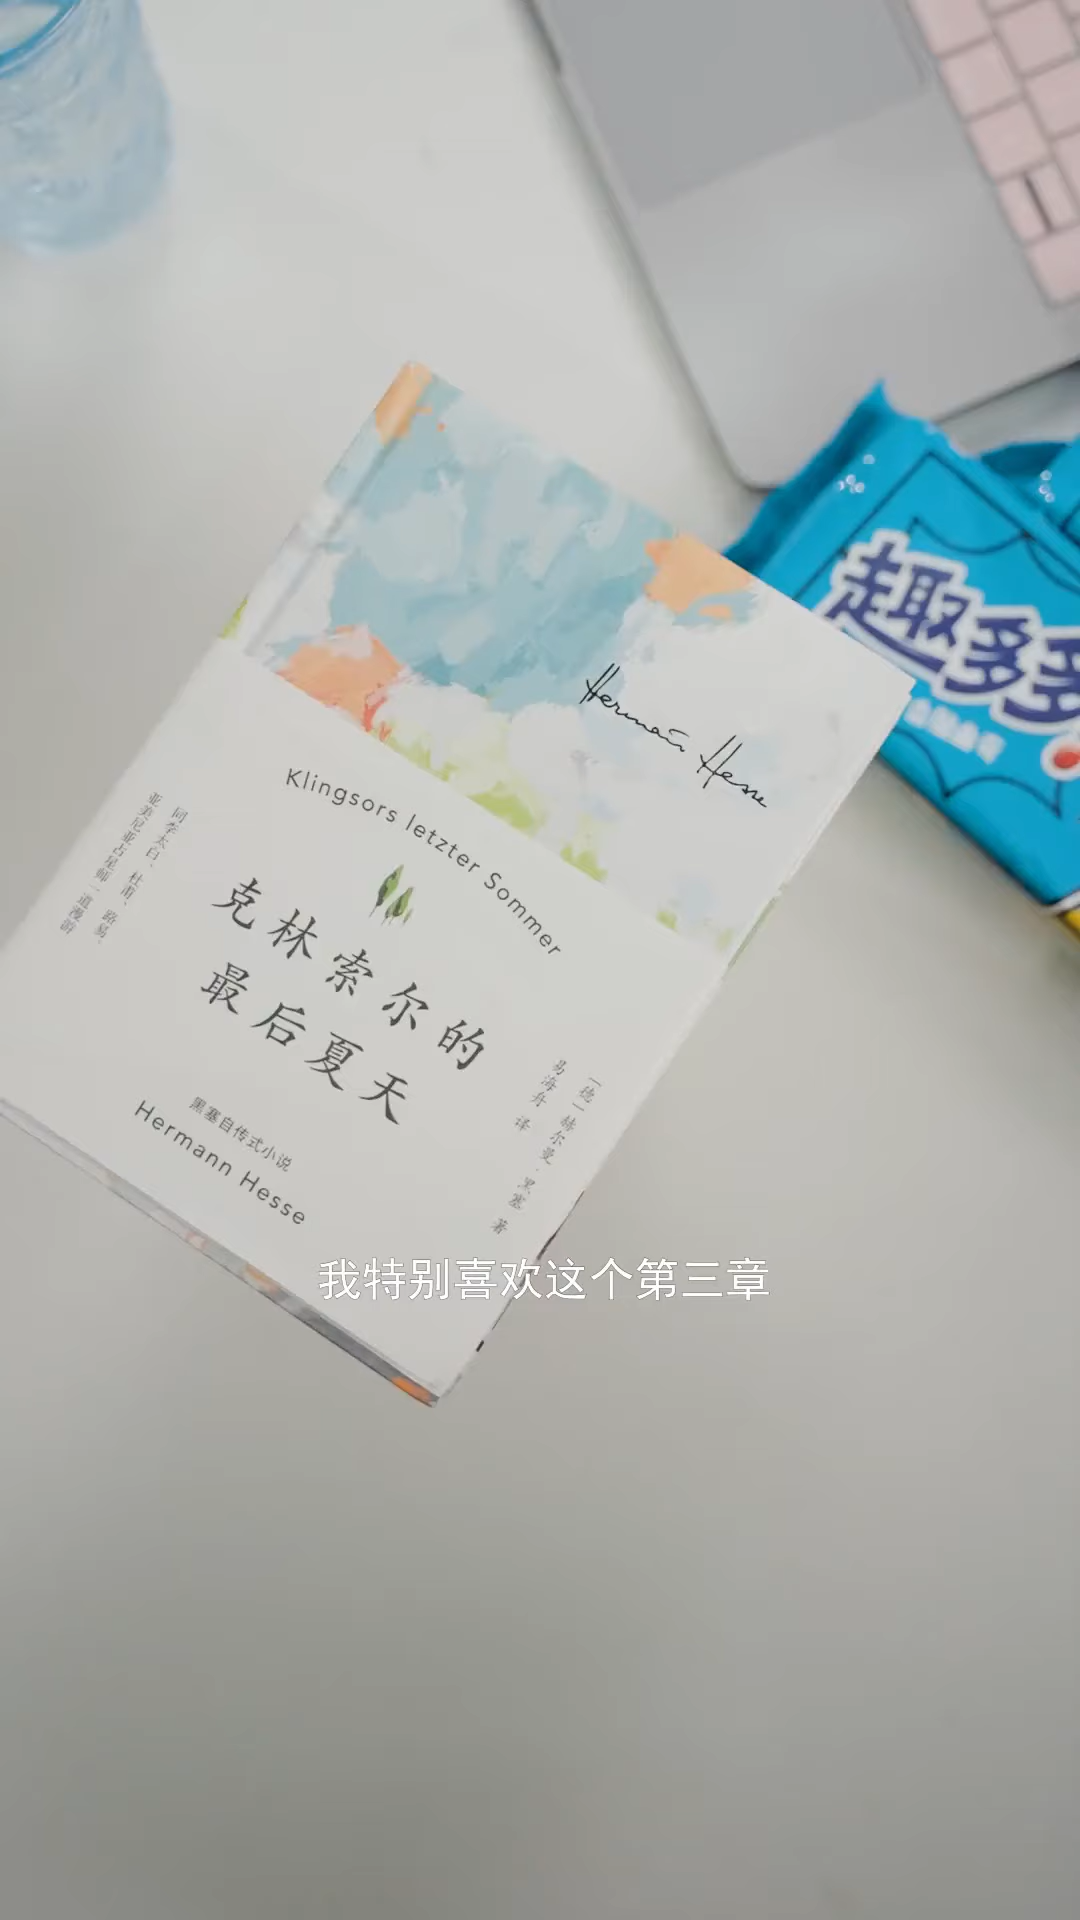 趣多多
Hermann Hesse
Klingsors letzter Sommer
同李太白、杜甫、路易、
亚美尼亚占星师一道漫游
克林索尔的
最后夏天
[德]赫尔曼·黑塞 著
易海舟 译
黑塞自传式小说
Hermann Hesse
我特别喜欢这个第三章